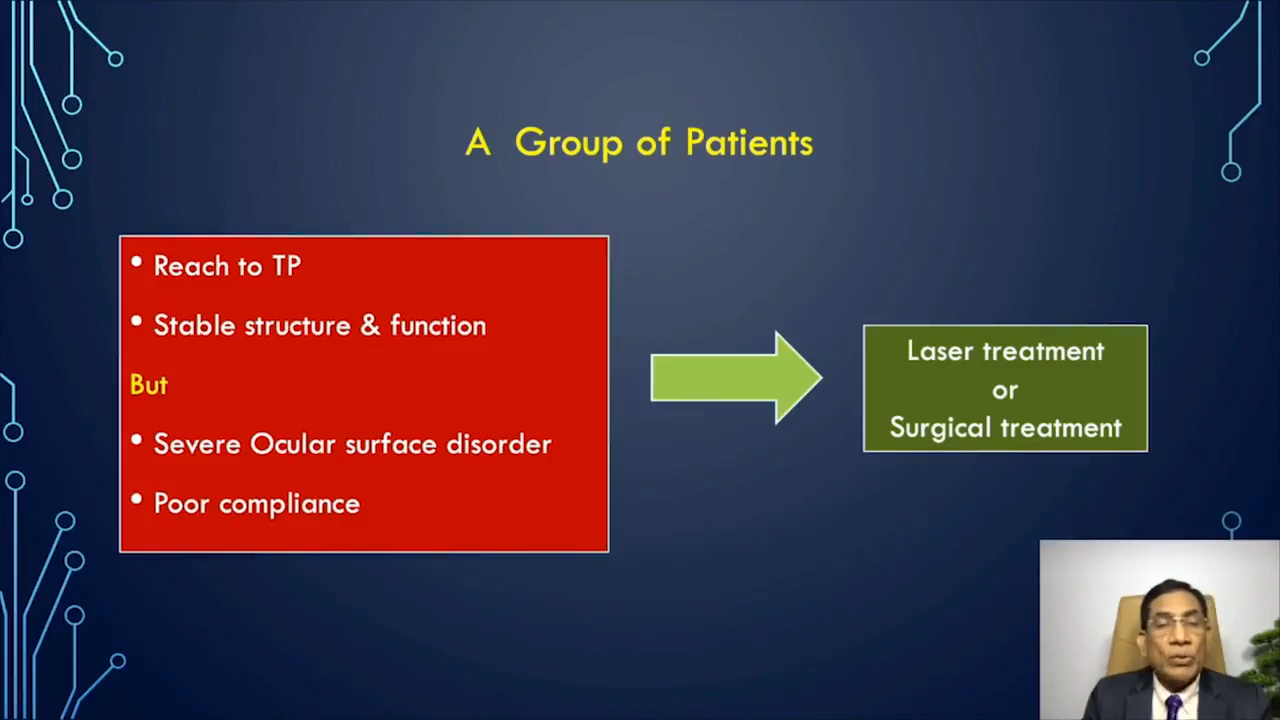 A Group of Patients
• Reach to TP
• Stable structure & function
But
• Severe Ocular surface disorder
• Poor compliance
Laser treatment
or
Surgical treatment